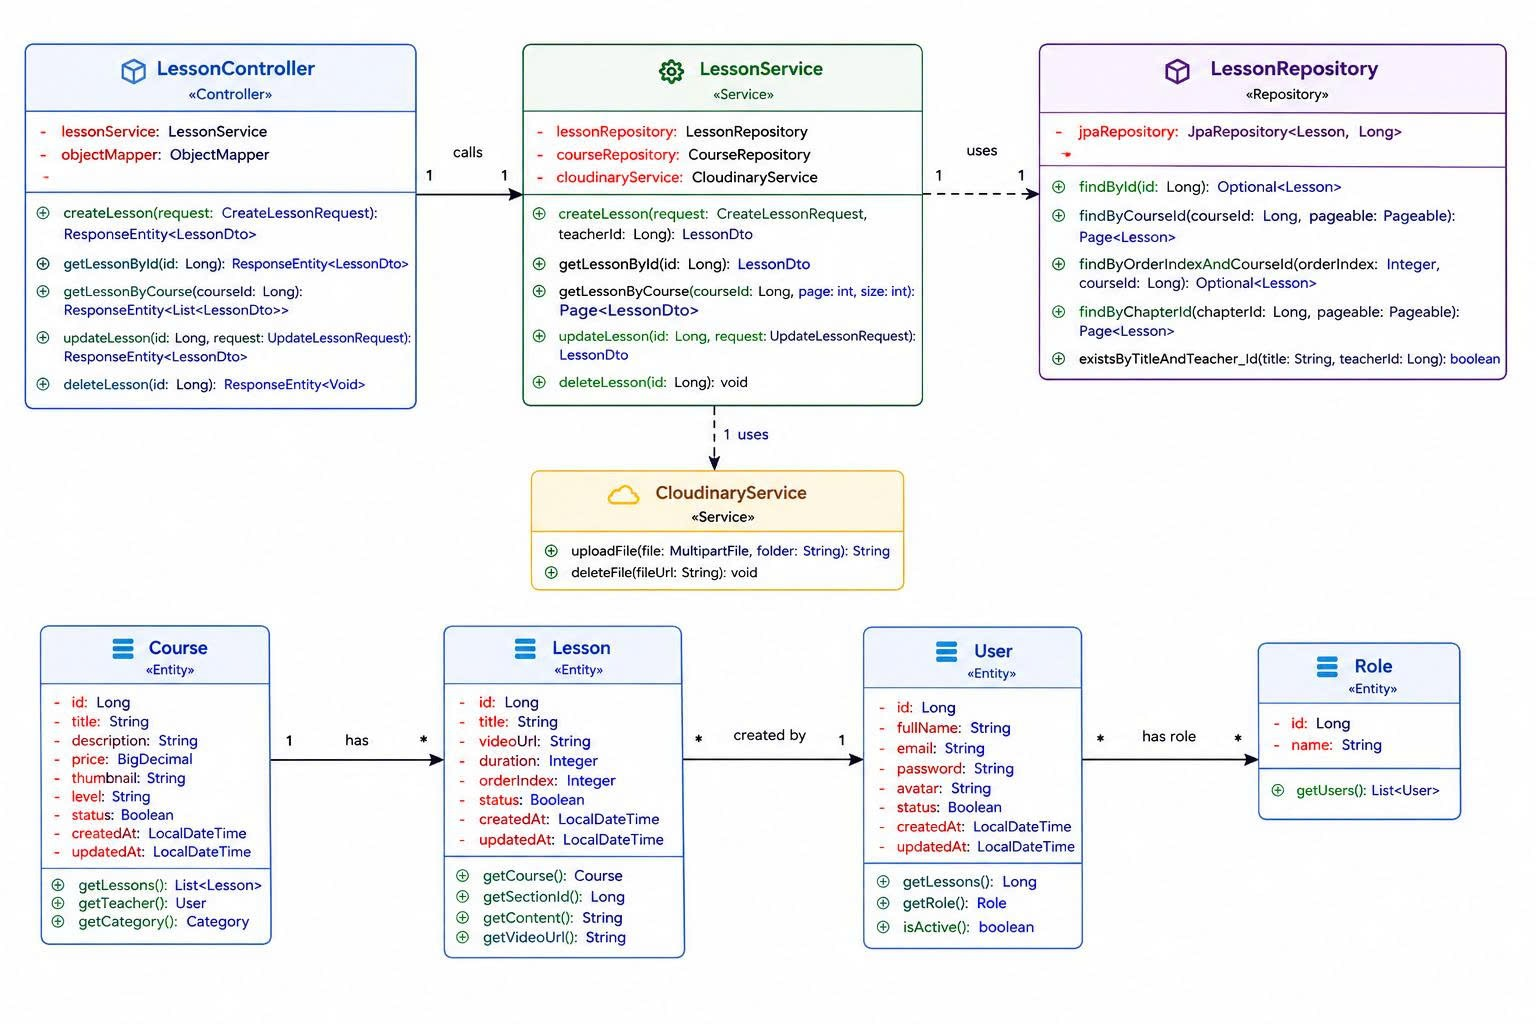 LessonController
«Controller»
- lessonService: LessonService
- objectMapper: ObjectMapper
-
createLesson(request: CreateLessonRequest):
ResponseEntity<LessonDto>
getLessonById(id: Long): ResponseEntity<LessonDto>
getLessonByCourse(courseId: Long):
ResponseEntity<List<LessonDto>>
updateLesson(id: Long, request: UpdateLessonRequest):
ResponseEntity<LessonDto>
deleteLesson(id: Long): ResponseEntity<Void>
calls
1 1
LessonService
«Service»
- lessonRepository: LessonRepository
- courseRepository: CourseRepository
- cloudinaryService: CloudinaryService
createLesson(request: CreateLessonRequest,
teacherId: Long): LessonDto
getLessonById(id: Long): LessonDto
getLessonByCourse(courseId: Long, page: int, size: int):
Page<LessonDto>
updateLesson(id: Long, request: UpdateLessonRequest):
LessonDto
deleteLesson(id: Long): void
uses
1 1
LessonRepository
«Repository»
- jpaRepository: JpaRepository<Lesson, Long>
findById(id: Long): Optional<Lesson>
findByCourseId(courseId: Long, pageable: Pageable):
Page<Lesson>
findByOrderIndexAndCourseId(orderIndex: Integer,
courseId: Long): Optional<Lesson>
findByChapterId(chapterId: Long, pageable: Pageable):
Page<Lesson>
existsByTitleAndTeacher_Id(title: String, teacherId: Long): boolean
1 uses
CloudinaryService
«Service»
uploadFile(file: MultipartFile, folder: String): String
deleteFile(fileUrl: String): void
Course
«Entity»
- id: Long
- title: String
- description: String
- price: BigDecimal
- thumbnail: String
- level: String
- status: Boolean
- createdAt: LocalDateTime
- updatedAt: LocalDateTime
getLessons(): List<Lesson>
getTeacher(): User
getCategory(): Category
1 has *
Lesson
«Entity»
- id: Long
- title: String
- videoUrl: String
- duration: Integer
- orderIndex: Integer
- status: Boolean
- createdAt: LocalDateTime
- updatedAt: LocalDateTime
getCourse(): Course
getSectionId(): Long
getContent(): String
getVideoUrl(): String
* created by 1
User
«Entity»
- id: Long
- fullName: String
- email: String
- password: String
- avatar: String
- status: Boolean
- createdAt: LocalDateTime
- updatedAt: LocalDateTime
getLessons(): Long
getRole(): Role
isActive(): boolean
* has role *
Role
«Entity»
- id: Long
- name: String
getUsers(): List<User>